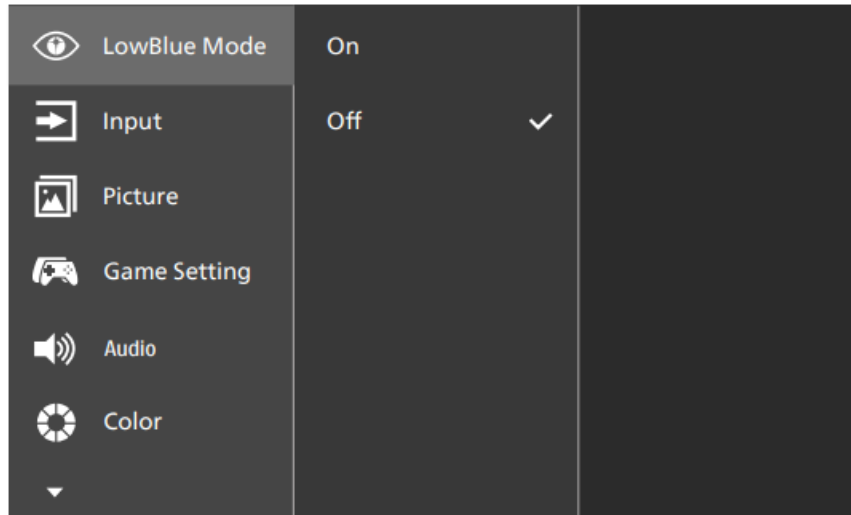 LowBlue Mode
On
Input
Off
Picture
Game Setting
Audio
Color